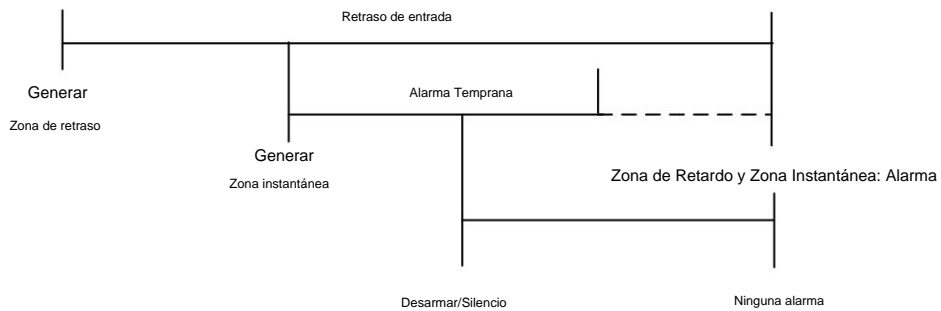 Retraso de entrada
Generar
Zona de retraso
Alarma Temprana
Generar
Zona instantánea
Zona de Retardo y Zona Instantánea: Alarma
Desarmar/Silencio
Ninguna alarma